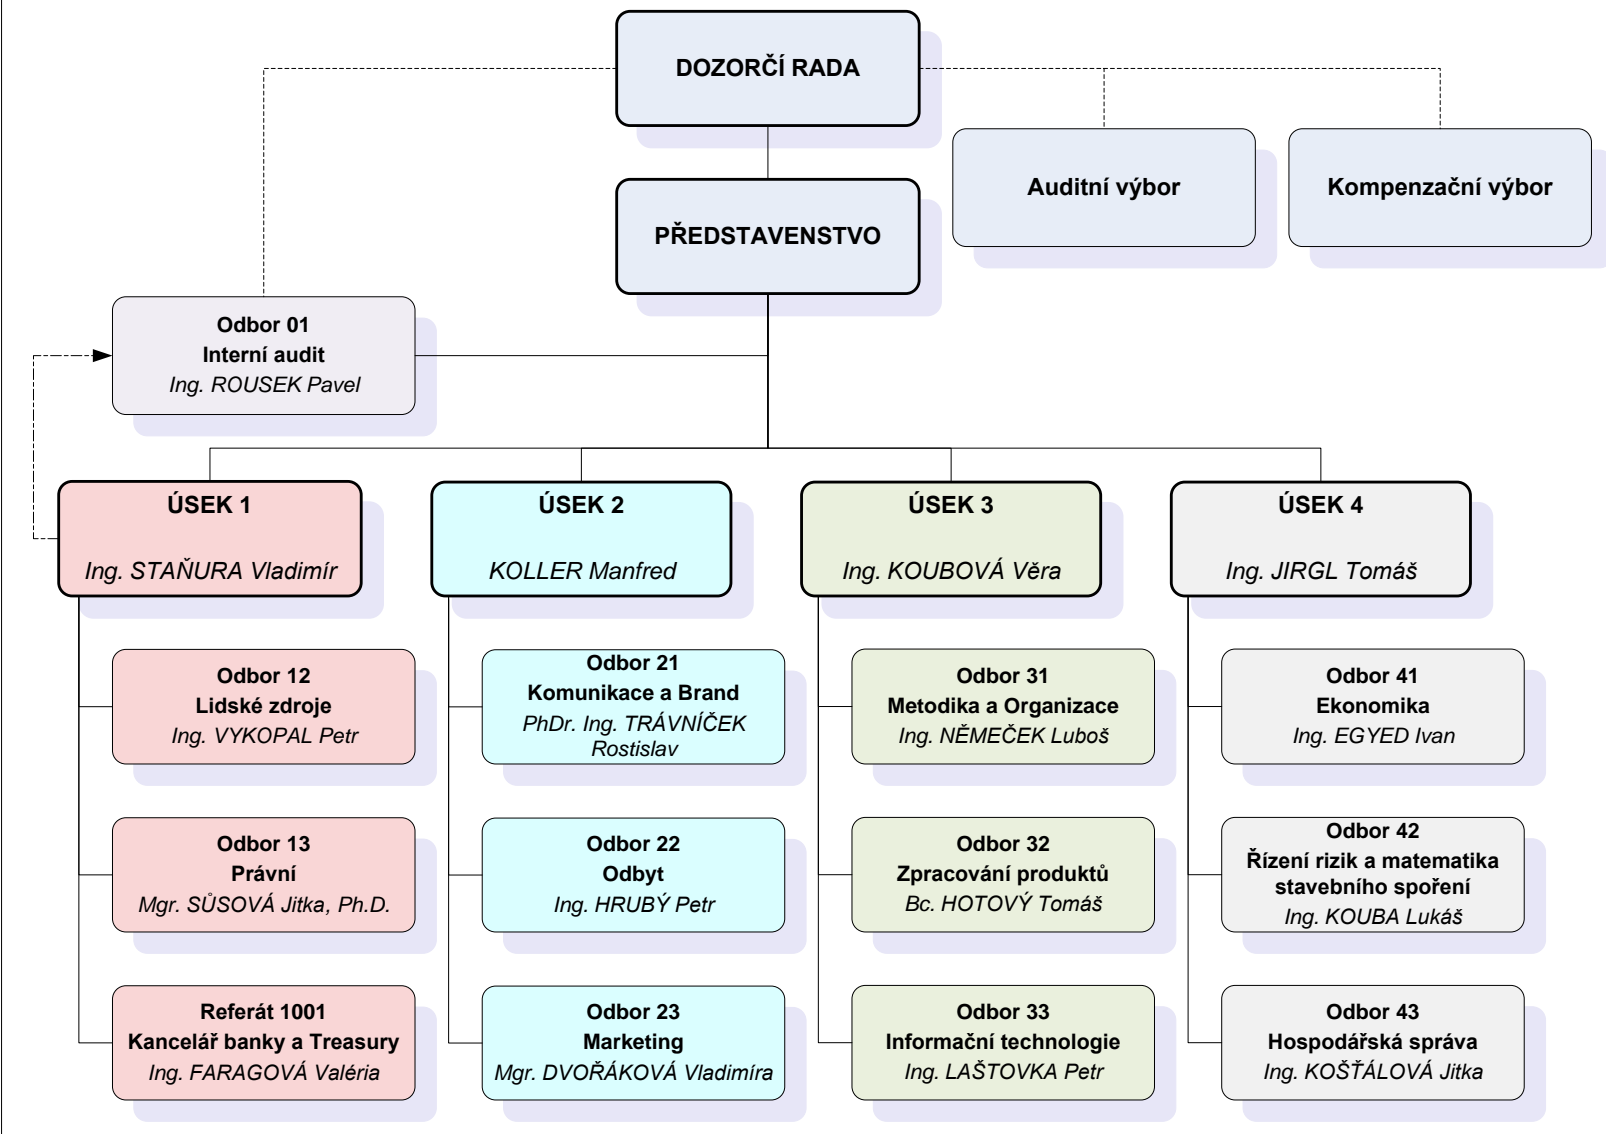 DOZORČÍ RADA
Auditní výbor
Kompenzační výbor
PŘEDSTAVENSTVO
Odbor 01
Interní audit
Ing. ROUSEK Pavel
ÚSEK 1
Ing. STAŇURA Vladimír
ÚSEK 2
KOLLER Manfred
ÚSEK 3
Ing. KOUBOVÁ Věra
ÚSEK 4
Ing. JIRGL Tomáš
Odbor 12
Lidské zdroje
Ing. VYKOPAL Petr
Odbor 21
Komunikace a Brand
PhDr. Ing. TRÁVNÍČEK
Rostislav
Odbor 31
Metodika a Organizace
Ing. NĚMEČEK Luboš
Odbor 41
Ekonomika
Ing. EGYED Ivan
Odbor 13
Právní
Mgr. SŮSOVÁ Jitka, Ph.D.
Odbor 22
Odbyt
Ing. HRUBÝ Petr
Odbor 32
Zpracování produktů
Bc. HOTOVÝ Tomáš
Odbor 42
Řízení rizik a matematika
stavebního spoření
Ing. KOUBA Lukáš
Referát 1001
Kancelář banky a Treasury
Ing. FARAGOVÁ Valéria
Odbor 23
Marketing
Mgr. DVOŘÁKOVÁ Vladimíra
Odbor 33
Informační technologie
Ing. LAŠTOVKA Petr
Odbor 43
Hospodářská správa
Ing. KOŠŤÁLOVÁ Jitka